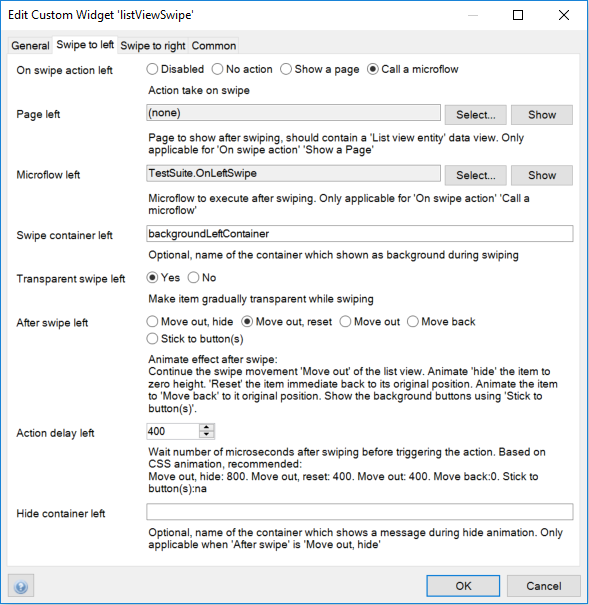 Edit Custom Widget 'listViewSwipe'
General Swipe to left Swipe to right Common
On swipe action left Disabled No action Show a page Call a microflow
Action take on swipe
Page left (none) Select... Show
Page to show after swiping, should contain a 'List view entity' data view. Only
applicable for 'On swipe action' 'Show a Page'
Microflow left TestSuite.OnLeftSwipe Select... Show
Microflow to execute after swiping. Only applicable for 'On swipe action' 'Call a
microflow'
Swipe container left backgroundLeftContainer
Optional, name of the container which shown as background during swiping
Transparent swipe left Yes No
Make item gradually transparent while swiping
After swipe left Move out, hide Move out, reset Move out Move back
Stick to button(s)
Animate effect after swipe:
Continue the swipe movement 'Move out' of the list view. Animate 'hide' the item to
zero height. 'Reset' the item immediate back to its original position. Animate the item
to 'Move back' to it original position. Show the background buttons using 'Stick to
button(s)'.
Action delay left 400
Wait number of microseconds after swiping before triggering the action. Based on
CSS animation, recommended:
Move out, hide: 800. Move out, reset: 400. Move out: 400. Move back:0. Stick to
button(s):na
Hide container left
Optional, name of the container which shows a message during hide animation. Only
applicable when 'After swipe' is 'Move out, hide'
? OK Cancel